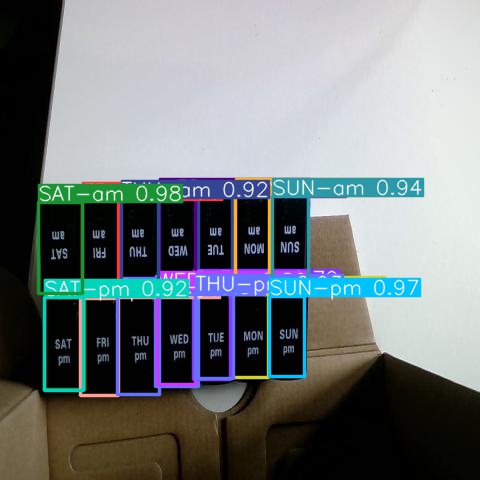 SAT-am 0.98
am 0.92
SUN-am 0.94
SAT am
FRI am
THU am
WED am
TUE am
MON am
SUN am
SAT-pm 0.92
THU-p
SUN-pm 0.97
SAT pm
FRI pm
THU pm
WED pm
TUE pm
MON pm
SUN pm